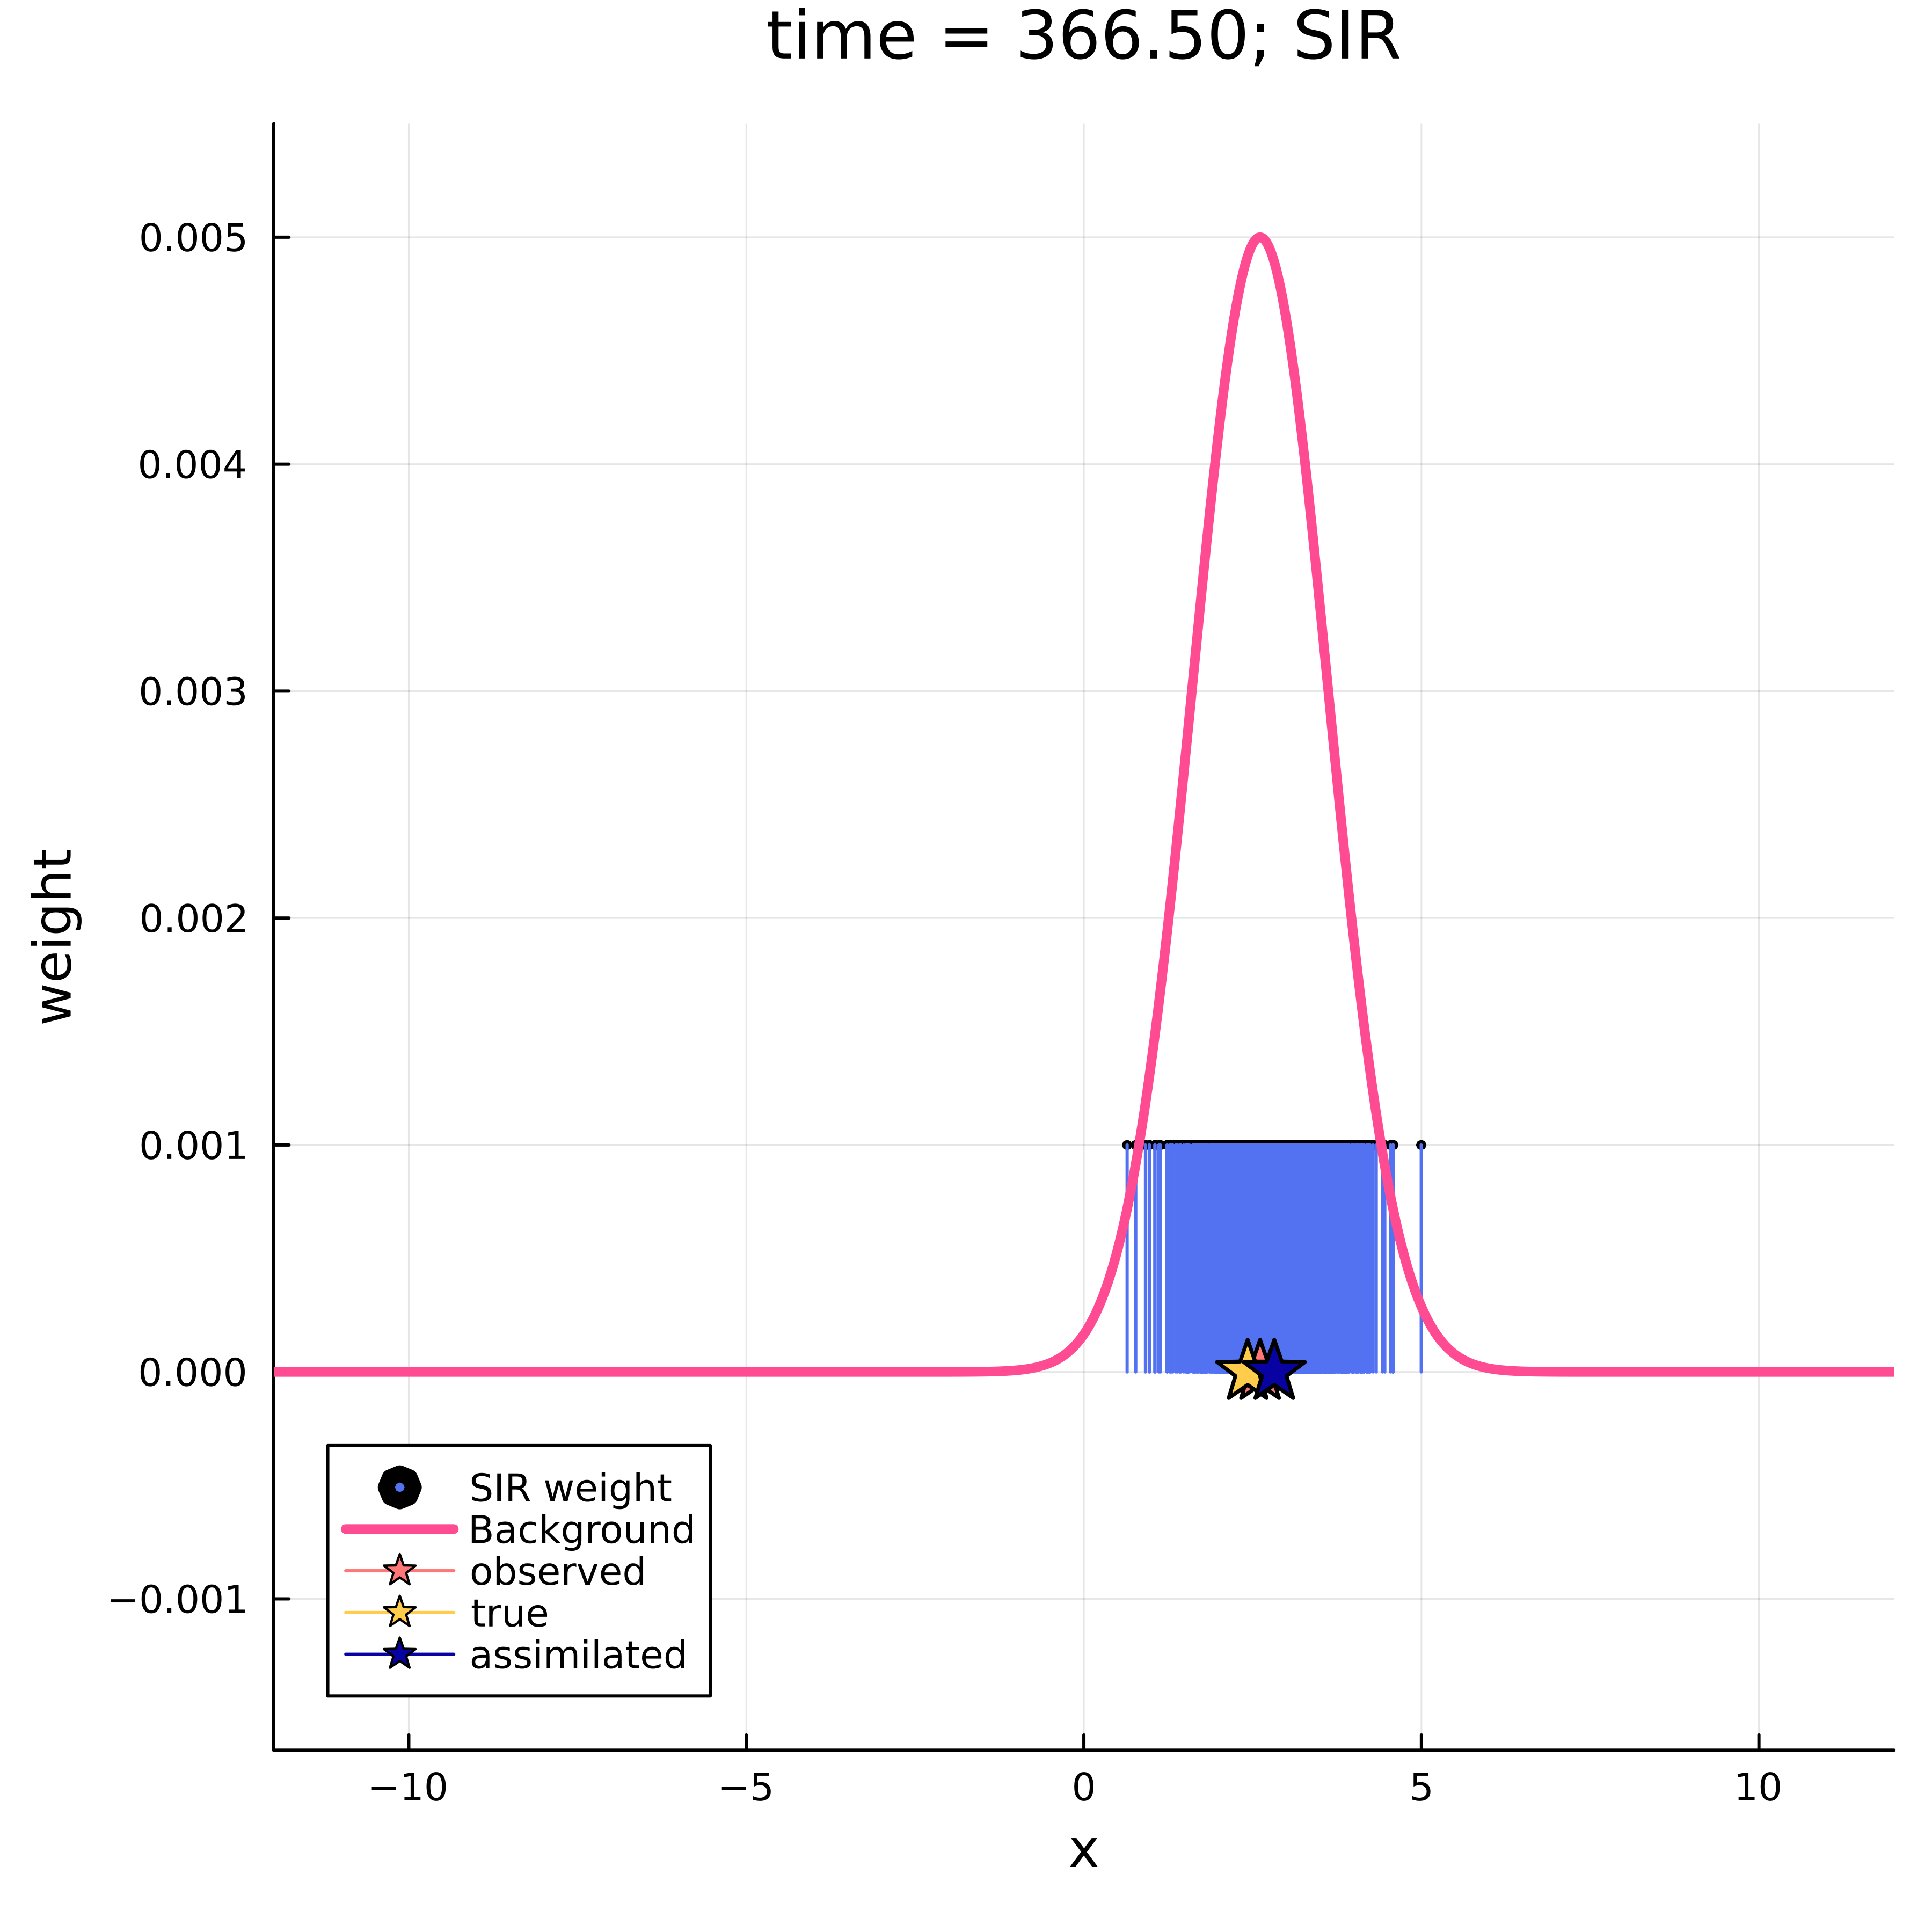 time = 366.50; SIR
0.005
0.004
0.003
0.002
0.001
0.000
−0.001
weight
SIR weight
Background
observed
true
assimilated
−10
−5
0
5
10
x